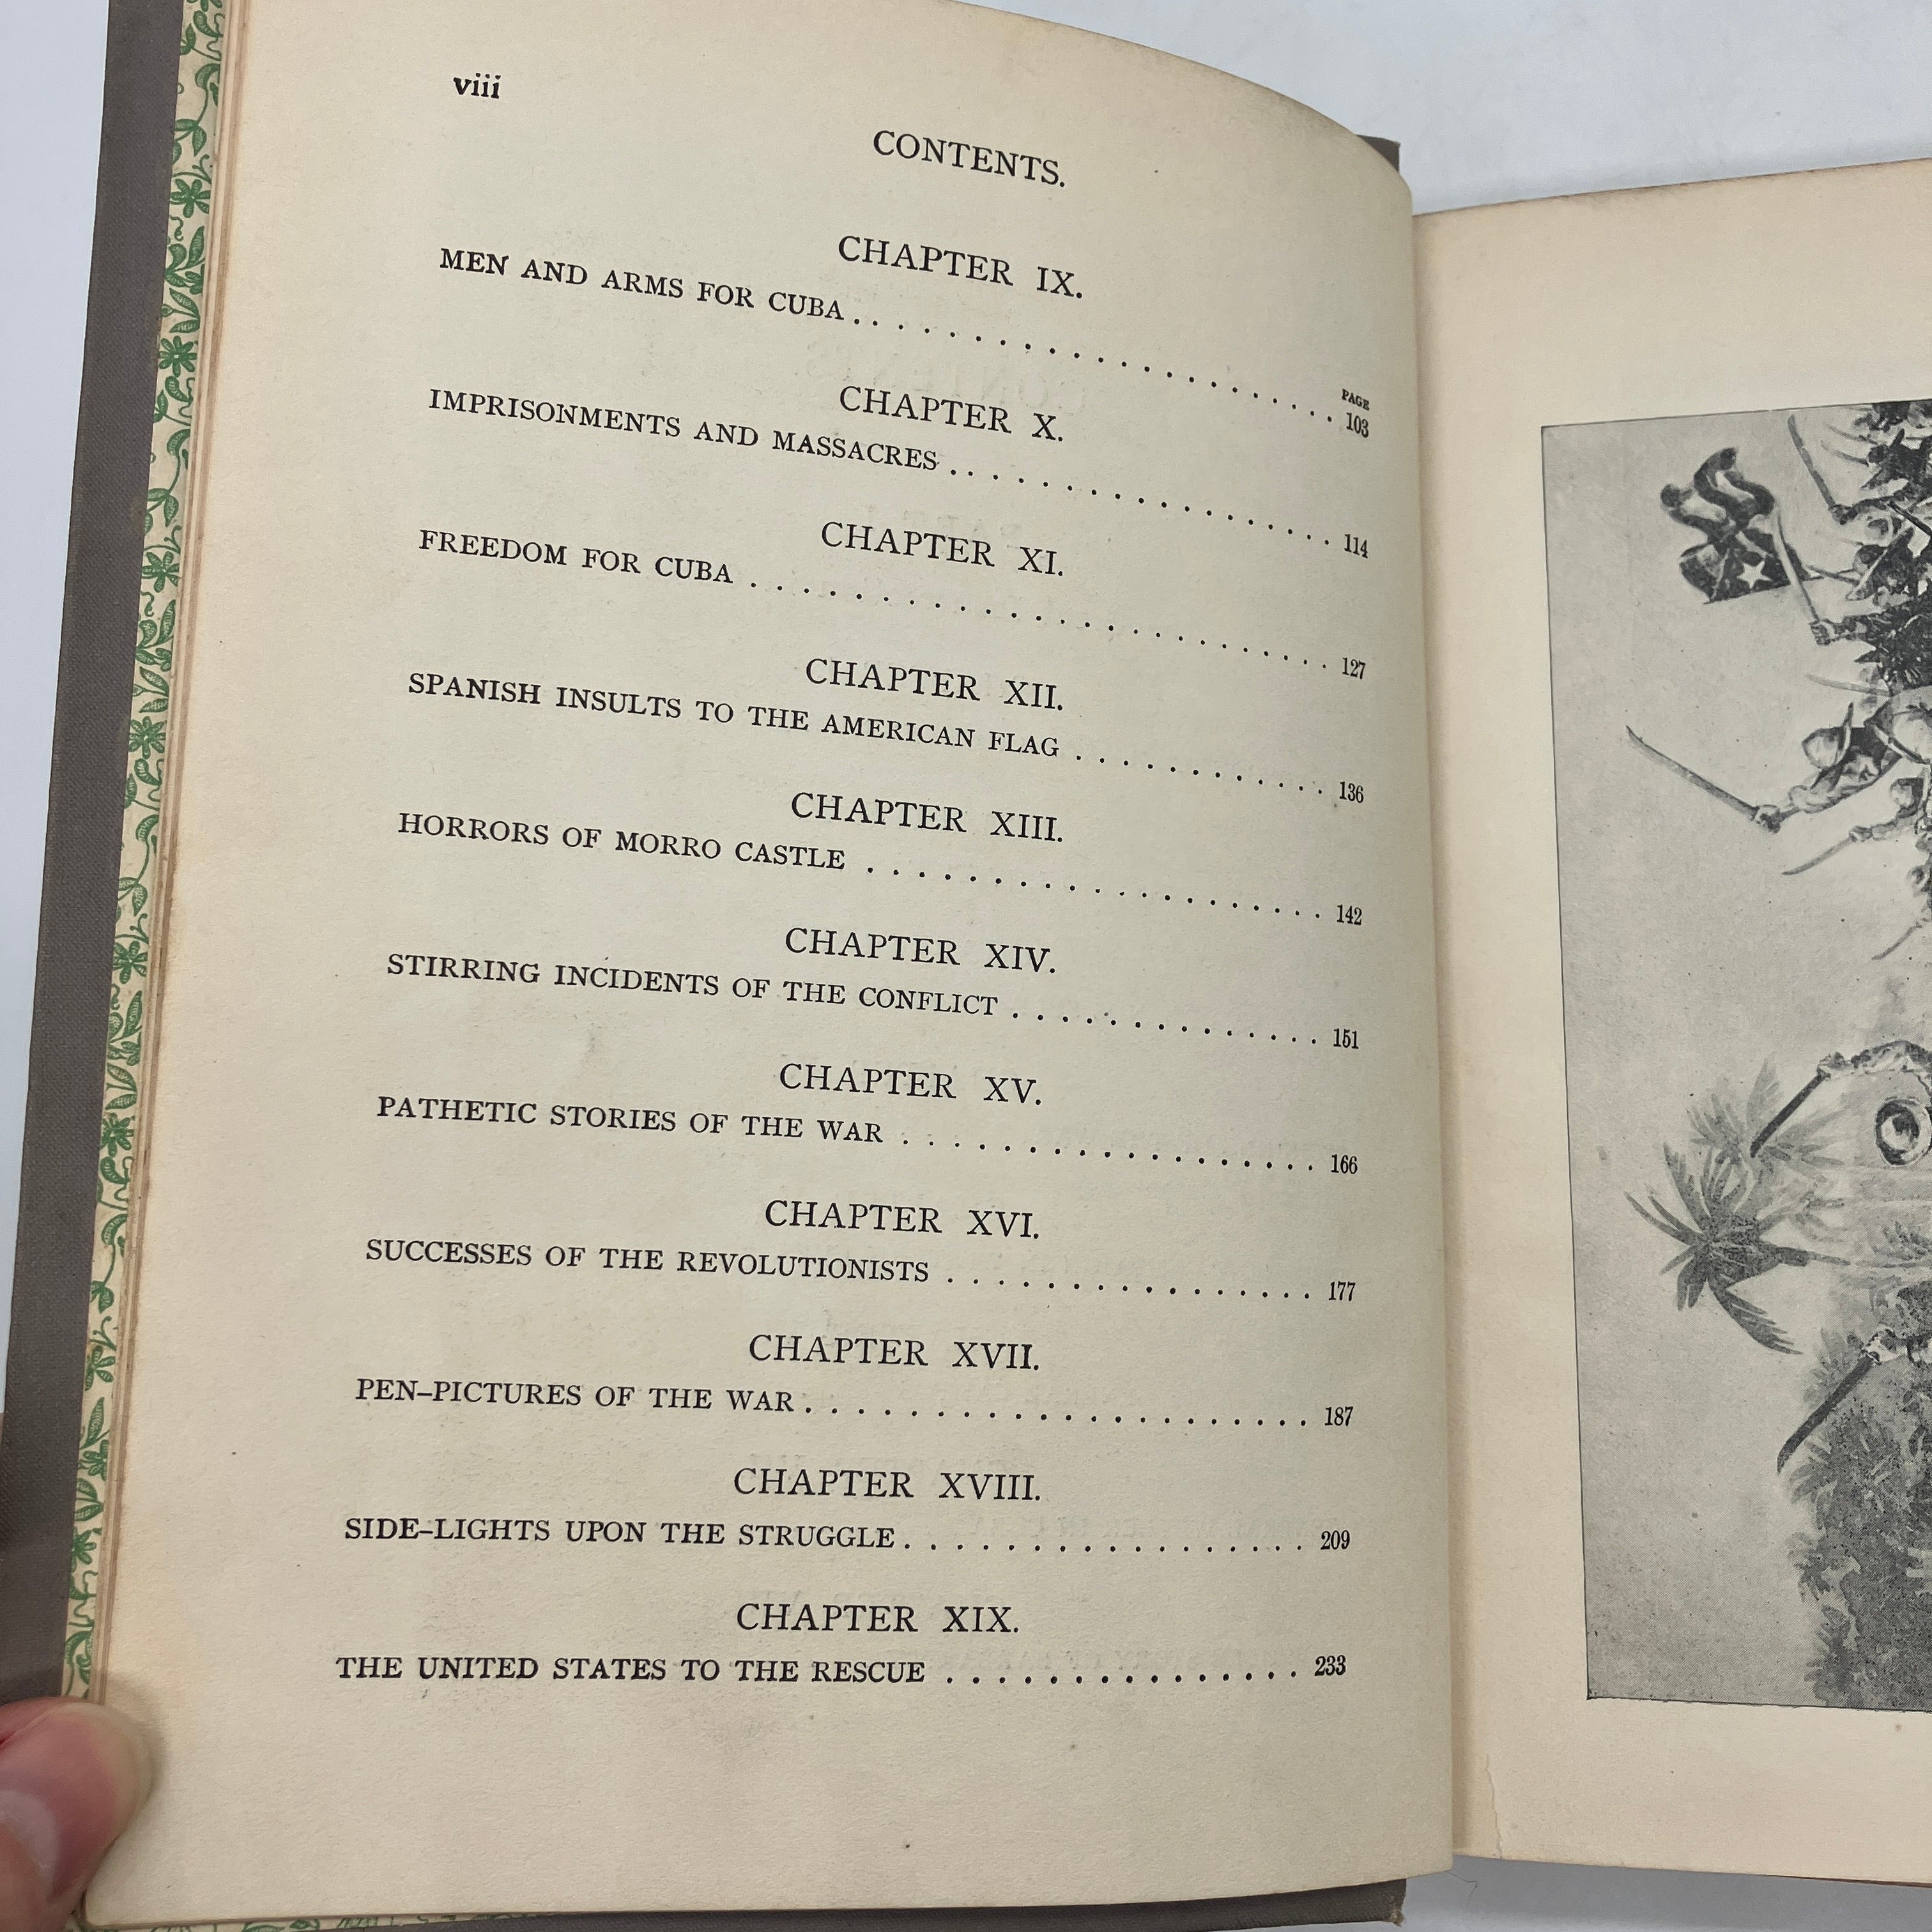 viii
CONTENTS.
CHAPTER IX.
PAGE
MEN AND ARMS FOR CUBA . . . . . . . . . . . . . . . . . . . . . 103
CHAPTER X.
IMPRISONMENTS AND MASSACRES . . . . . . . . . . . . . . . . . 114
CHAPTER XI.
FREEDOM FOR CUBA . . . . . . . . . . . . . . . . . . . . . . . 127
CHAPTER XII.
SPANISH INSULTS TO THE AMERICAN FLAG . . . . . . . . . . . 136
CHAPTER XIII.
HORRORS OF MORRO CASTLE . . . . . . . . . . . . . . . . . . 142
CHAPTER XIV.
STIRRING INCIDENTS OF THE CONFLICT . . . . . . . . . . . . . 151
CHAPTER XV.
PATHETIC STORIES OF THE WAR . . . . . . . . . . . . . . . . . 166
CHAPTER XVI.
SUCCESSES OF THE REVOLUTIONISTS . . . . . . . . . . . . . . . 177
CHAPTER XVII.
PEN–PICTURES OF THE WAR . . . . . . . . . . . . . . . . . . . . 187
CHAPTER XVIII.
SIDE–LIGHTS UPON THE STRUGGLE . . . . . . . . . . . . . . . . 209
CHAPTER XIX.
THE UNITED STATES TO THE RESCUE . . . . . . . . . . . . . . 233